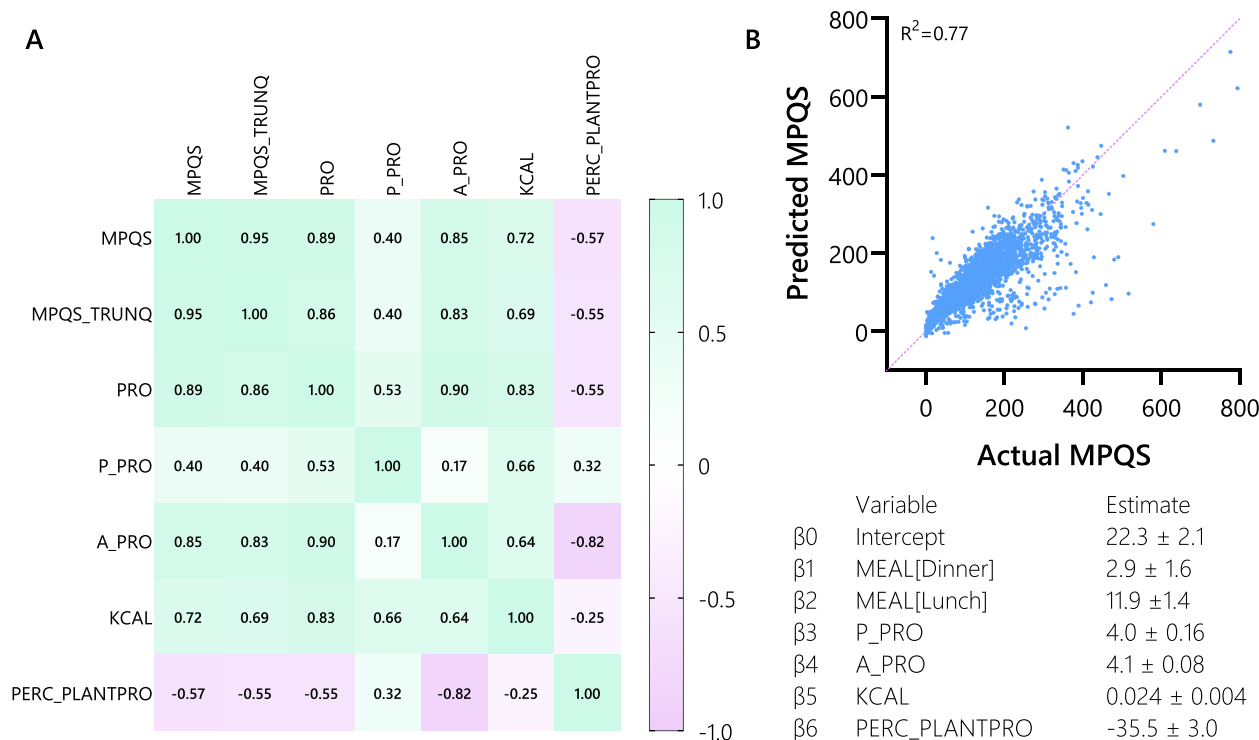 A
MPQS
MPQS_TRUNQ
PRO
P_PRO
A_PRO
KCAL
PERC_PLANTPRO
MPQS 1.00 0.95 0.89 0.40 0.85 0.72 -0.57
MPQS_TRUNQ 0.95 1.00 0.86 0.40 0.83 0.69 -0.55
PRO 0.89 0.86 1.00 0.53 0.90 0.83 -0.55
P_PRO 0.40 0.40 0.53 1.00 0.17 0.66 0.32
A_PRO 0.85 0.83 0.90 0.17 1.00 0.64 -0.82
KCAL 0.72 0.69 0.83 0.66 0.64 1.00 -0.25
PERC_PLANTPRO -0.57 -0.55 -0.55 0.32 -0.82 -0.25 1.00
1.0
0.5
0
-0.5
-1.0
B
R²=0.77
Predicted MPQS
800
600
400
200
0
0 200 400 600 800
Actual MPQS
Variable Estimate
β0 Intercept 22.3 ± 2.1
β1 MEAL[Dinner] 2.9 ± 1.6
β2 MEAL[Lunch] 11.9 ±1.4
β3 P_PRO 4.0 ± 0.16
β4 A_PRO 4.1 ± 0.08
β5 KCAL 0.024 ± 0.004
β6 PERC_PLANTPRO -35.5 ± 3.0